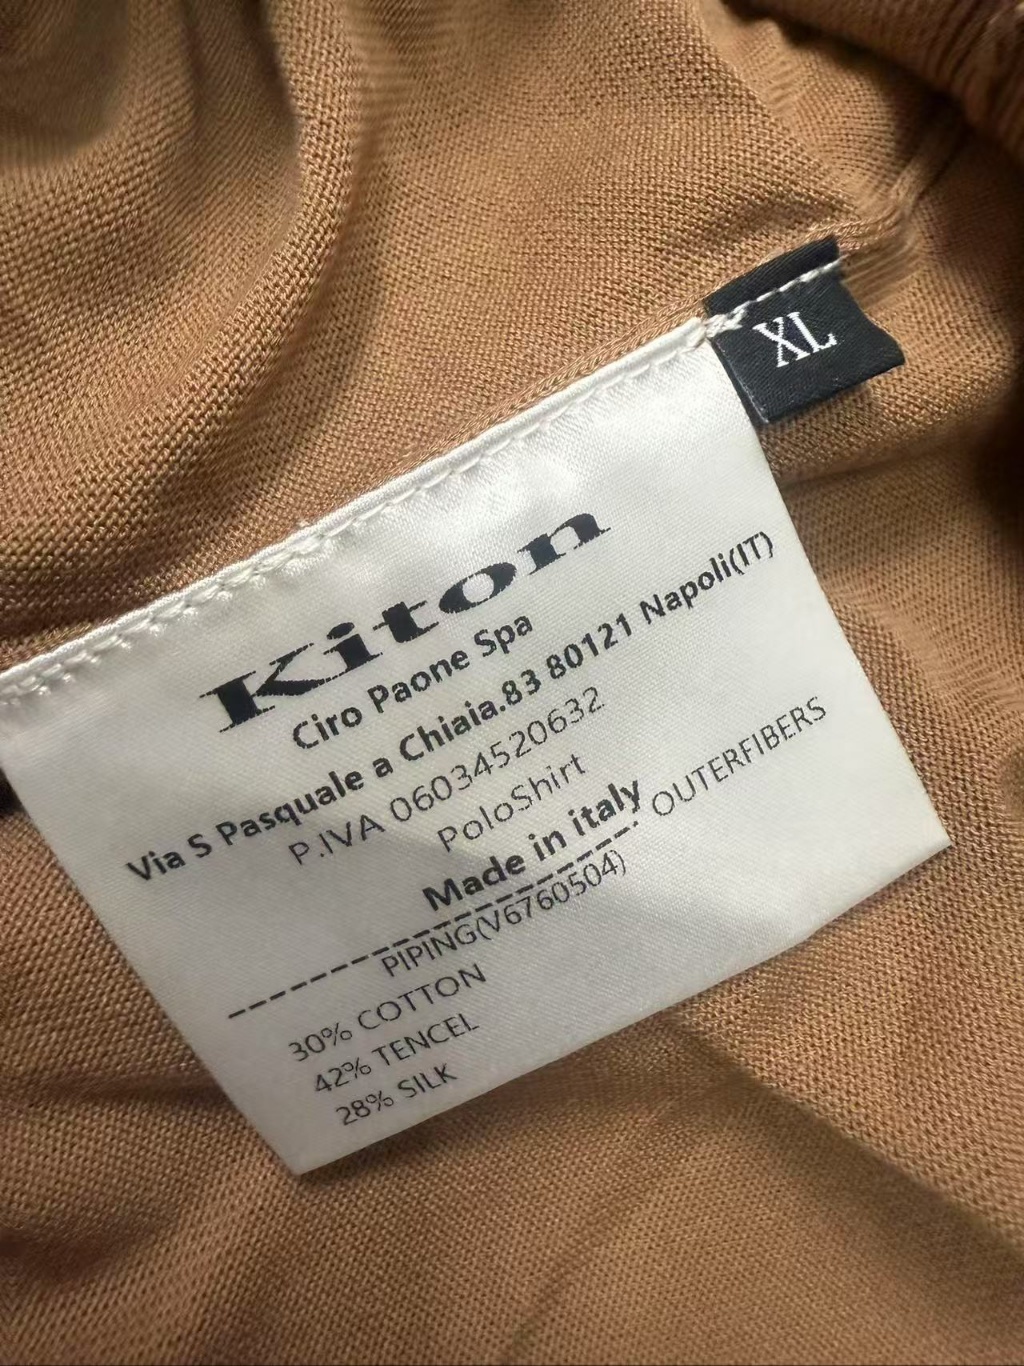 XL
Kiton
Ciro Paone Spa
Via S Pasquale a Chiaia.83 80121 Napoli(IT)
P.IVA 06034520632
PoloShirt
Made in italy
OUTERFIBERS
PIPING(V6760504)
30% COTTON
42% TENCEL
28% SILK